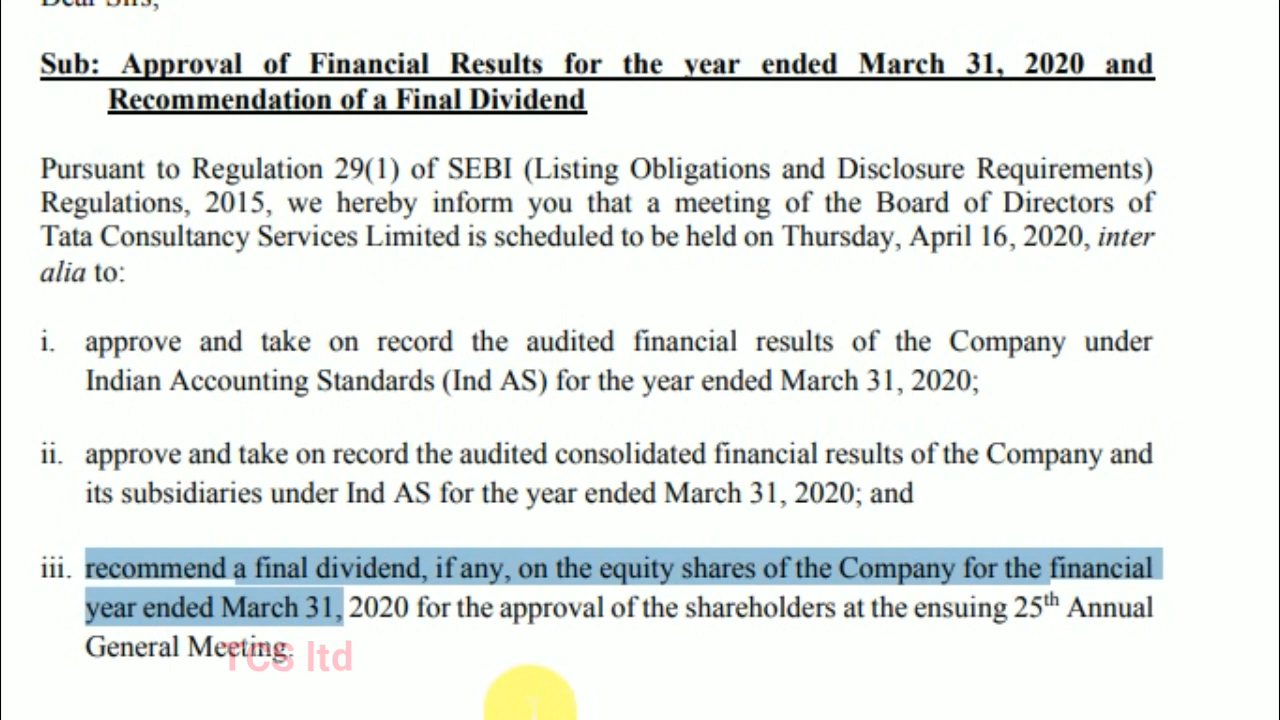 Dear Sirs,
Sub: Approval of Financial Results for the year ended March 31, 2020 and
Recommendation of a Final Dividend
Pursuant to Regulation 29(1) of SEBI (Listing Obligations and Disclosure Requirements)
Regulations, 2015, we hereby inform you that a meeting of the Board of Directors of
Tata Consultancy Services Limited is scheduled to be held on Thursday, April 16, 2020, inter
alia to:
i. approve and take on record the audited financial results of the Company under
Indian Accounting Standards (Ind AS) for the year ended March 31, 2020;
ii. approve and take on record the audited consolidated financial results of the Company and
its subsidiaries under Ind AS for the year ended March 31, 2020; and
iii. recommend a final dividend, if any, on the equity shares of the Company for the financial
year ended March 31, 2020 for the approval of the shareholders at the ensuing 25th Annual
General Meeting.
TCS ltd